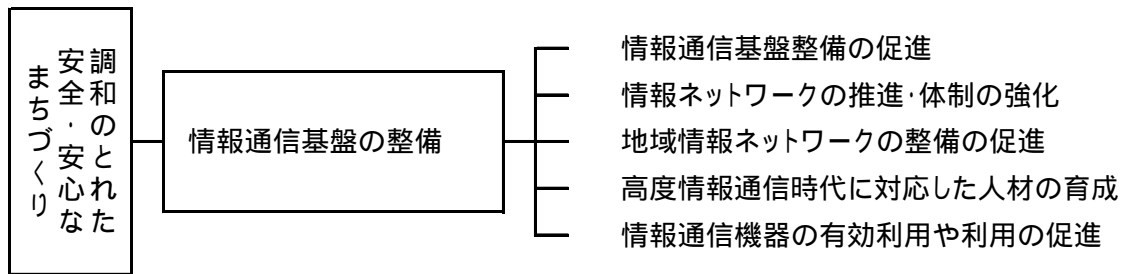 調和のとれた
安全・安心な
まちづくり
情報通信基盤の整備
情報通信基盤整備の促進
情報ネットワークの推進・体制の強化
地域情報ネットワークの整備の促進
高度情報通信時代に対応した人材の育成
情報通信機器の有効利用や利用の促進